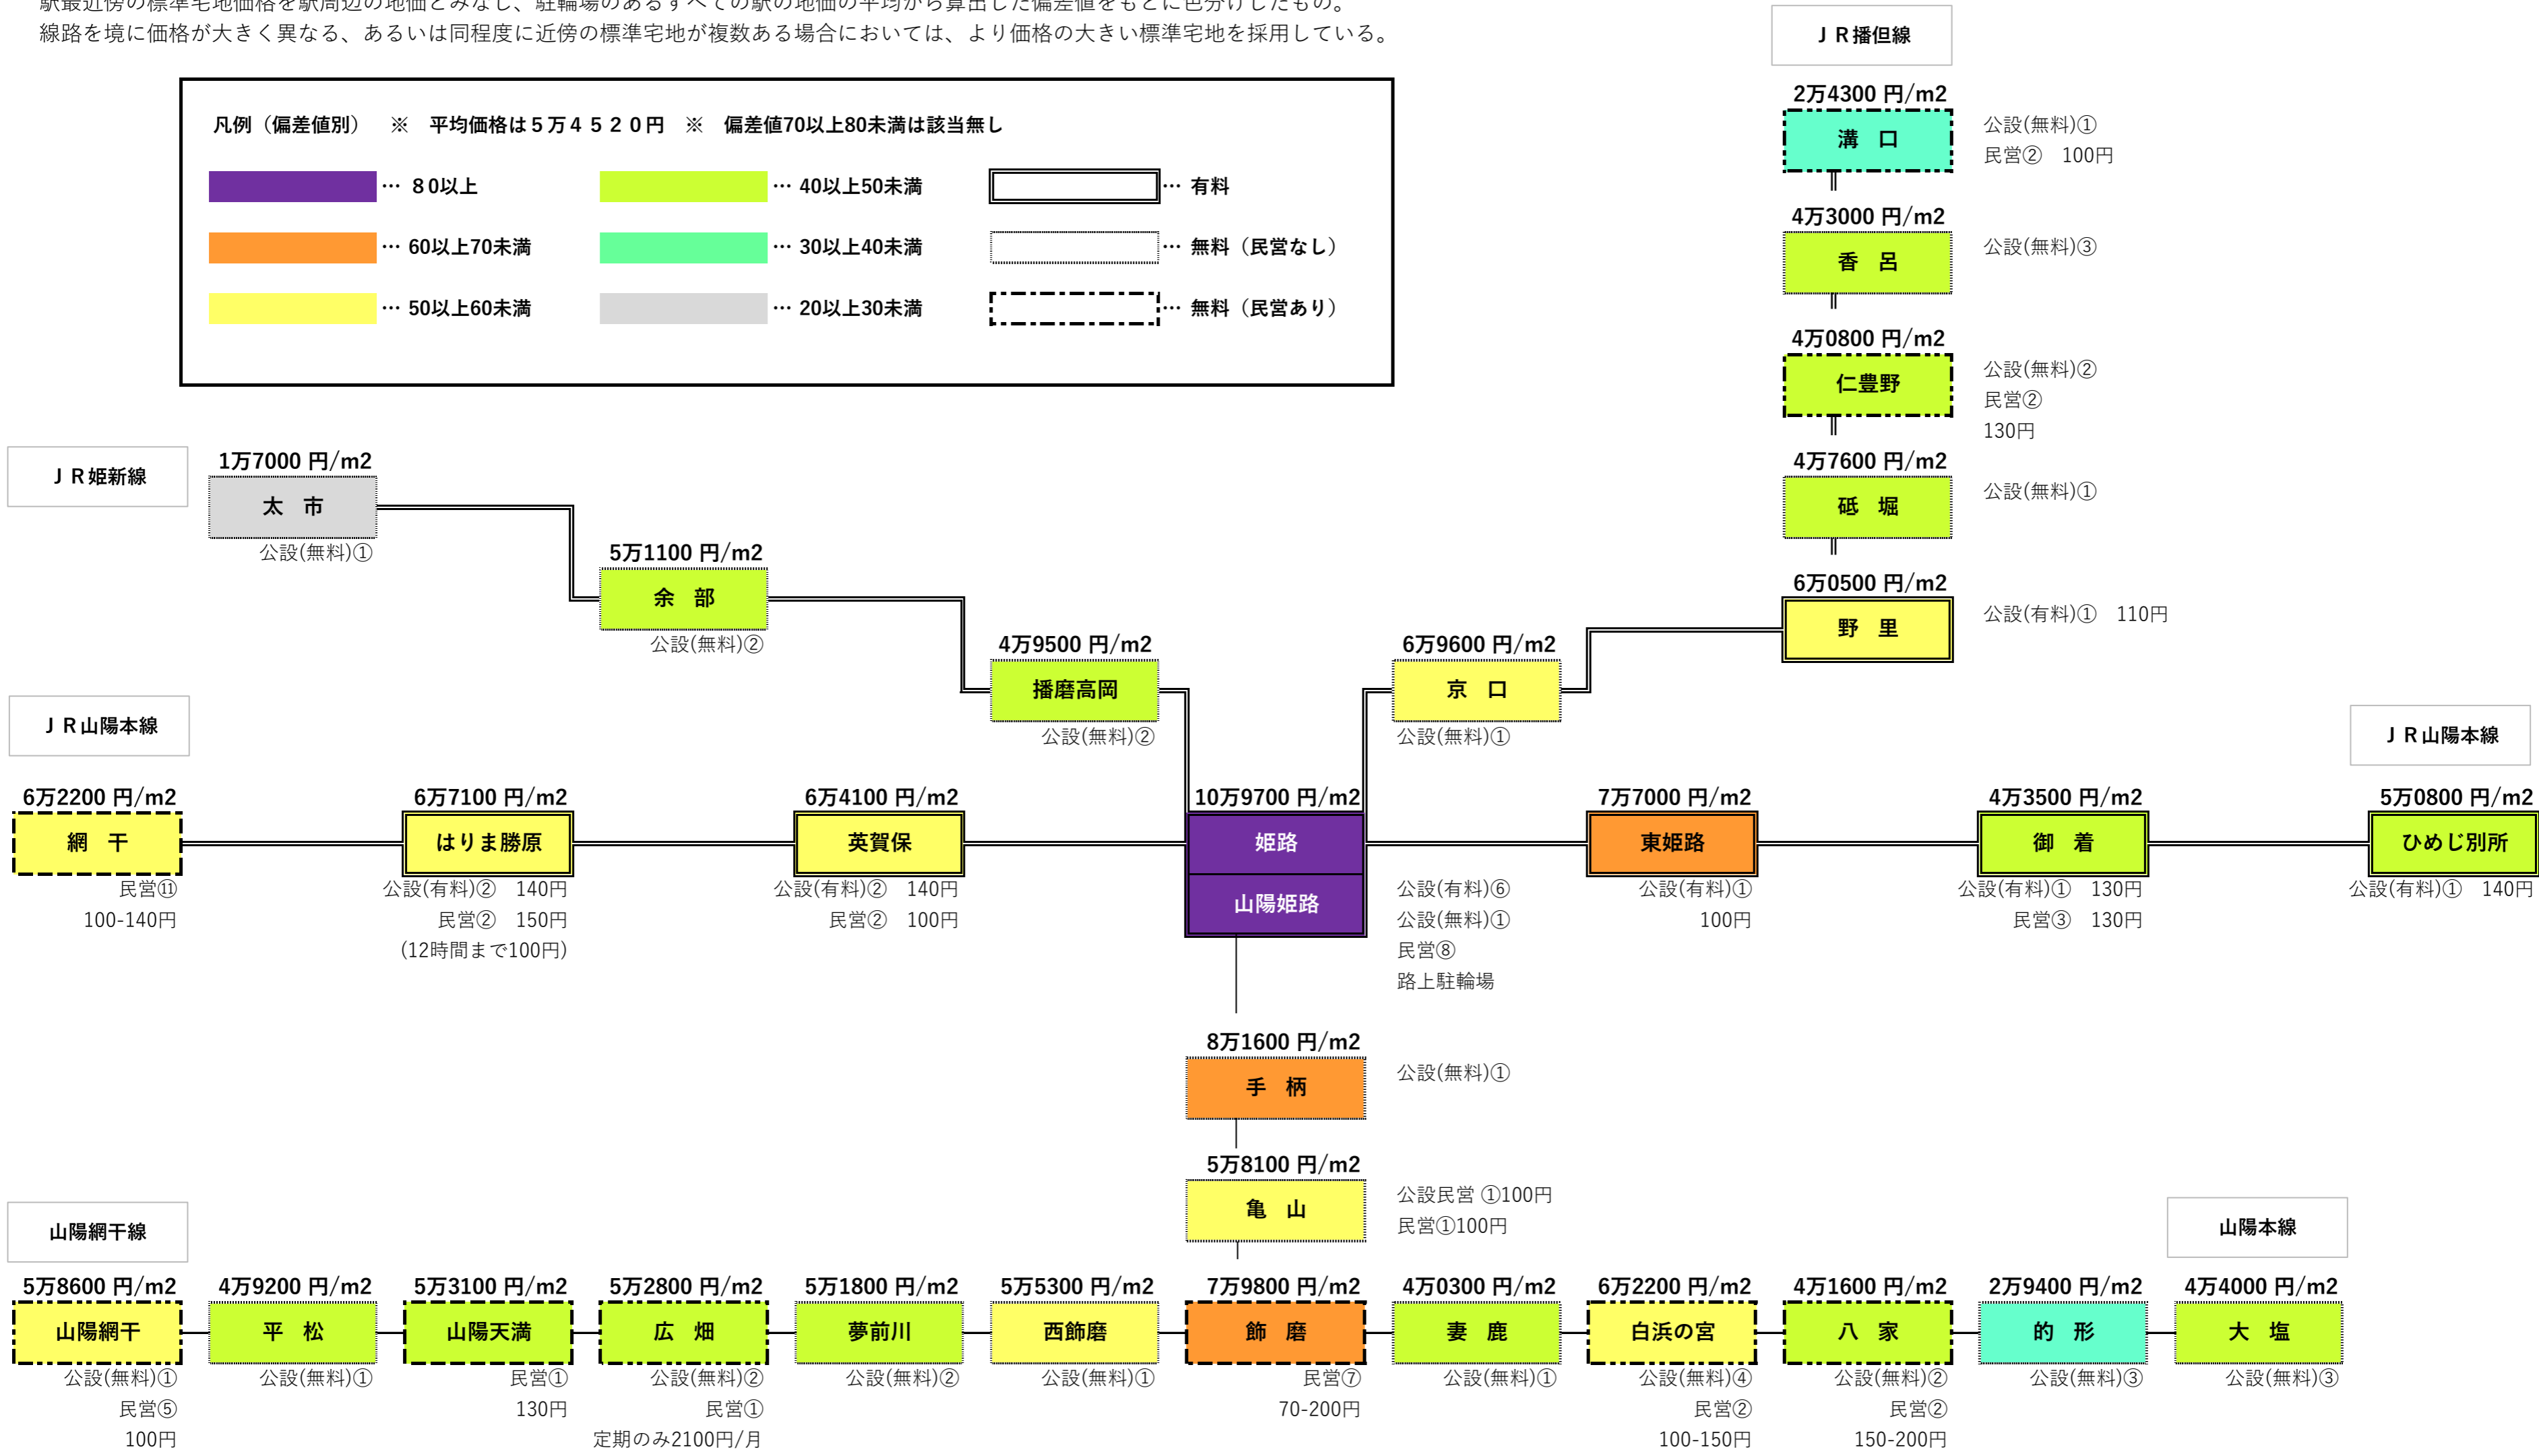 駅最近傍の標準宅地価格を駅周辺の地価とみなし、駐輪場のあるすべての駅の地価の平均から算出した偏差値をもとに色分けしたもの。
線路を境に価格が大きく異なる、あるいは同程度に近傍の標準宅地が複数ある場合においては、より価格の大きい標準宅地を採用している。
凡例（偏差値別）　※　平均価格は５万４５２０円　※　偏差値70以上80未満は該当無し
… ８0以上
… 40以上50未満
… 有料
… 60以上70未満
… 30以上40未満
… 無料（民営なし）
… 50以上60未満
… 20以上30未満
… 無料（民営あり）
ＪＲ播但線
2万4300 円/m2
溝　口
公設(無料)①
民営②　100円
4万3000 円/m2
香　呂
公設(無料)③
4万0800 円/m2
仁豊野
公設(無料)②
民営②
130円
4万7600 円/m2
砥　堀
公設(無料)①
6万0500 円/m2
野　里
公設(有料)①　110円
6万9600 円/m2
京　口
公設(無料)①
ＪＲ姫新線
1万7000 円/m2
太　市
公設(無料)①
5万1100 円/m2
余　部
公設(無料)②
4万9500 円/m2
播磨高岡
公設(無料)②
ＪＲ山陽本線
ＪＲ山陽本線
6万2200 円/m2
網　干
民営⑪
100-140円
6万7100 円/m2
はりま勝原
公設(有料)②　140円
民営②　150円
(12時間まで100円)
6万4100 円/m2
英賀保
公設(有料)②　140円
民営②　100円
10万9700 円/m2
姫路
山陽姫路
公設(有料)⑥
公設(無料)①
民営⑧
路上駐輪場
7万7000 円/m2
東姫路
公設(有料)①
100円
4万3500 円/m2
御　着
公設(有料)①　130円
民営③　130円
5万0800 円/m2
ひめじ別所
公設(有料)①　140円
8万1600 円/m2
手　柄
公設(無料)①
5万8100 円/m2
亀　山
公設民営 ①100円
民営①100円
山陽網干線
山陽本線
5万8600 円/m2
山陽網干
公設(無料)①
民営⑤
100円
4万9200 円/m2
平　松
公設(無料)①
5万3100 円/m2
山陽天満
民営①
130円
5万2800 円/m2
広　畑
公設(無料)②
民営①
定期のみ2100円/月
5万1800 円/m2
夢前川
公設(無料)②
5万5300 円/m2
西飾磨
公設(無料)①
7万9800 円/m2
飾　磨
民営⑦
70-200円
4万0300 円/m2
妻　鹿
公設(無料)①
6万2200 円/m2
白浜の宮
公設(無料)④
民営②
100-150円
4万1600 円/m2
八　家
公設(無料)②
民営②
150-200円
2万9400 円/m2
的　形
公設(無料)③
4万4000 円/m2
大　塩
公設(無料)③